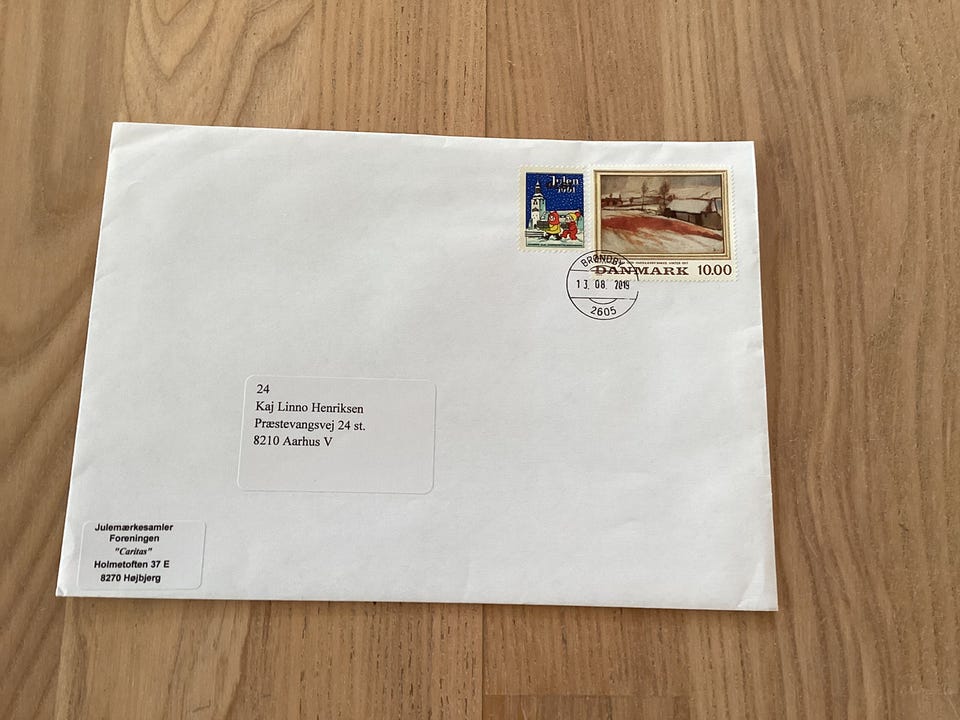 Julen
1961
DANMARK 10.00
BRØNDBY
13. 08. 2019
2605
24
Kaj Linno Henriksen
Præstevangsvej 24 st.
8210 Aarhus V
Julemærkesamler
Foreningen
"Caritas"
Holmetoften 37 E
8270 Højbjerg